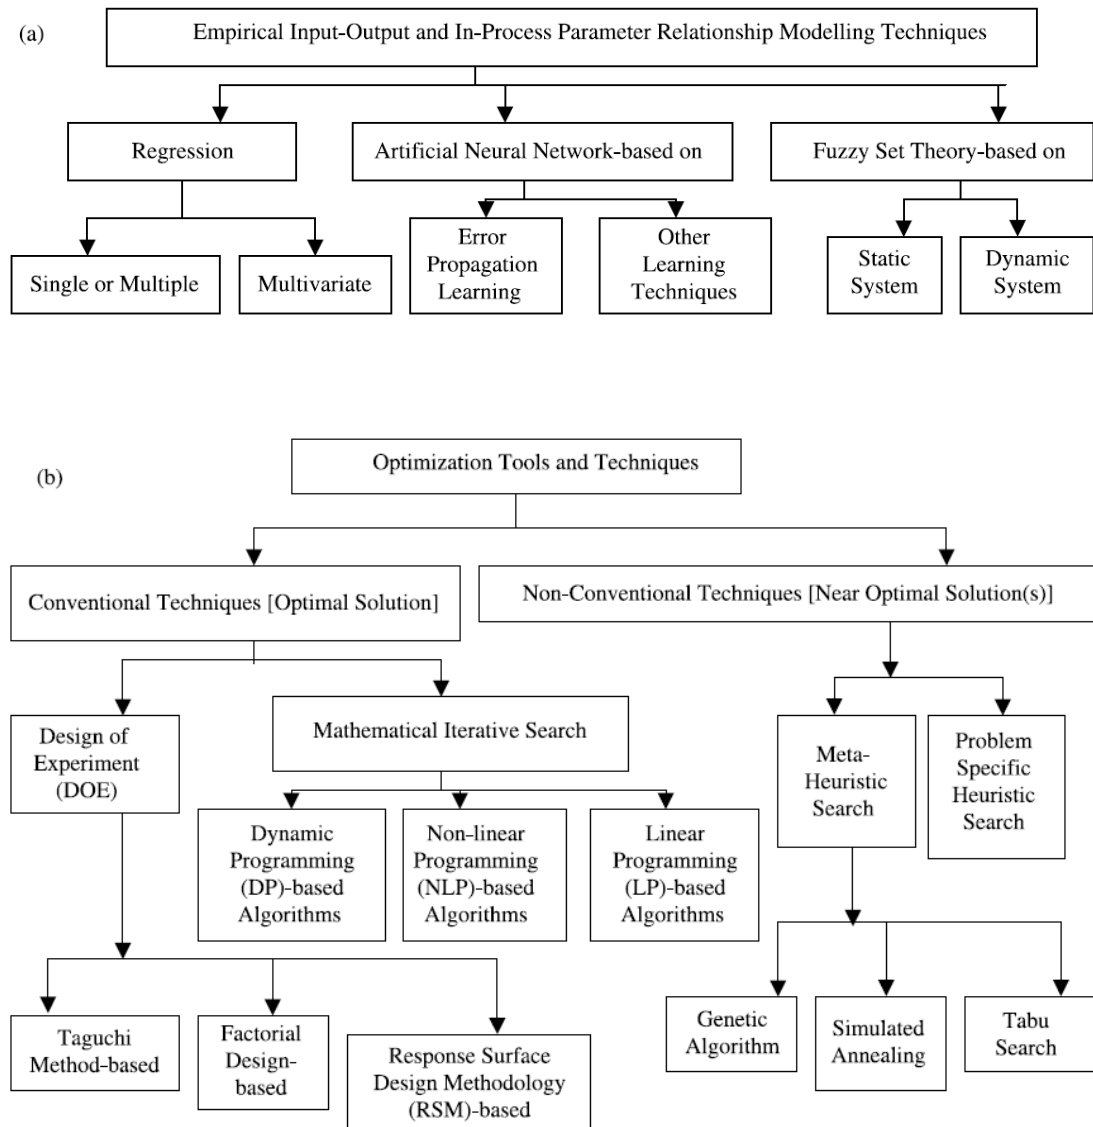 (a)
Empirical Input-Output and In-Process Parameter Relationship Modelling Techniques
Regression
Artificial Neural Network-based on
Fuzzy Set Theory-based on
Single or Multiple
Multivariate
Error
Propagation
Learning
Other
Learning
Techniques
Static
System
Dynamic
System
(b)
Optimization Tools and Techniques
Conventional Techniques [Optimal Solution]
Non-Conventional Techniques [Near Optimal Solution(s)]
Design of
Experiment
(DOE)
Mathematical Iterative Search
Meta-
Heuristic
Search
Problem
Specific
Heuristic
Search
Dynamic
Programming
(DP)-based
Algorithms
Non-linear
Programming
(NLP)-based
Algorithms
Linear
Programming
(LP)-based
Algorithms
Taguchi
Method-based
Factorial
Design-
based
Response Surface
Design Methodology
(RSM)-based
Genetic
Algorithm
Simulated
Annealing
Tabu
Search